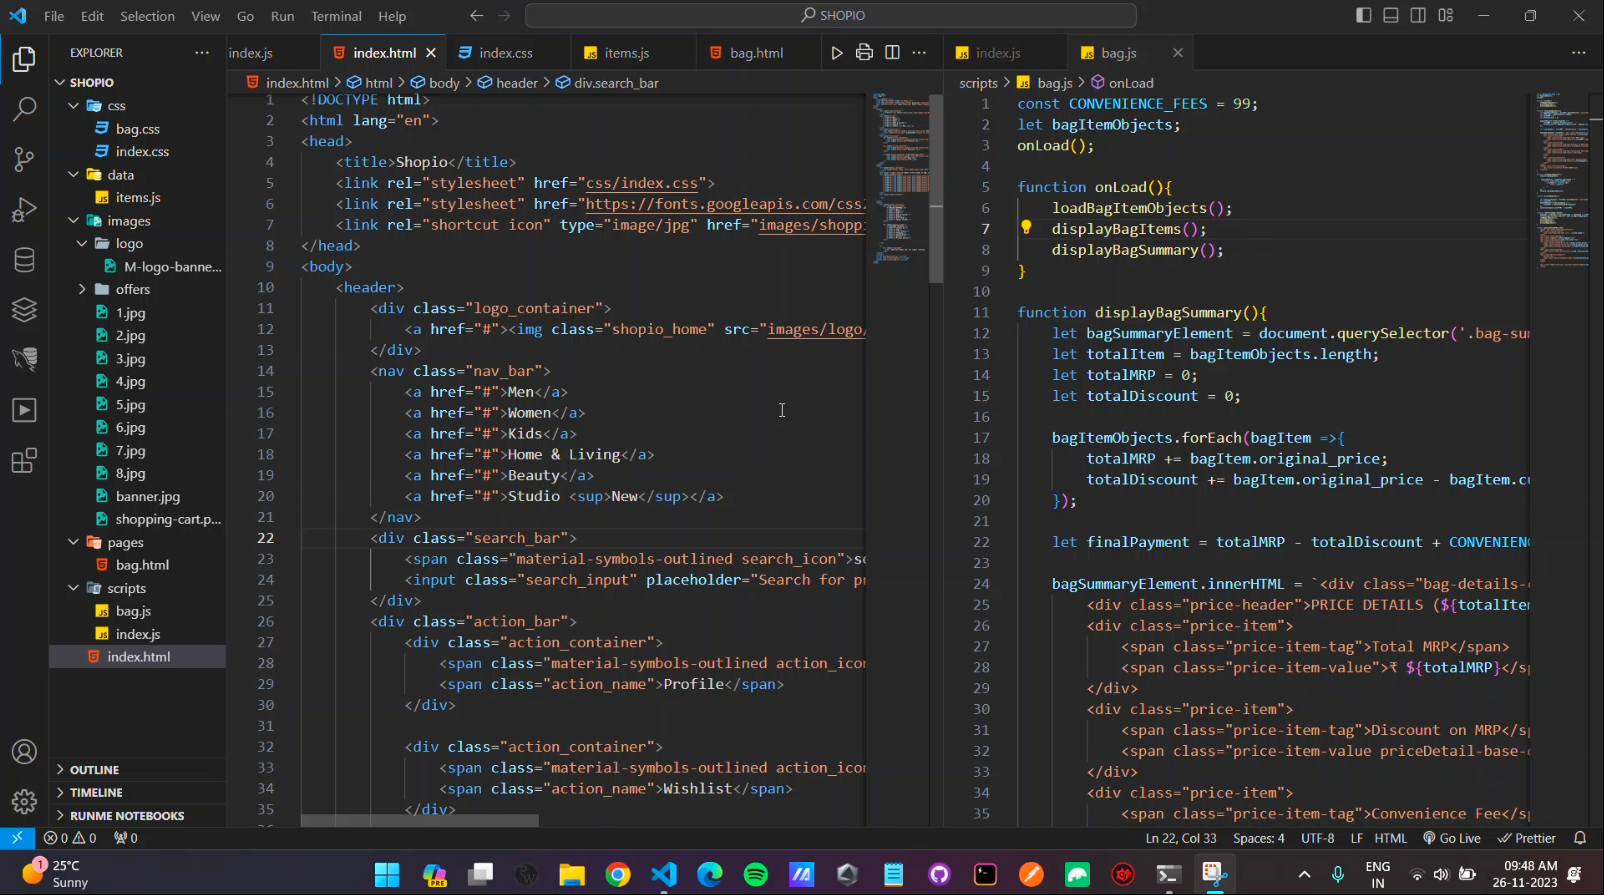 File Edit Selection View Go Run Terminal Help
SHOPIO
EXPLORER
SHOPIO
css
bag.css
index.css
data
items.js
images
logo
M-logo-banne...
offers
1.jpg
2.jpg
3.jpg
4.jpg
5.jpg
6.jpg
7.jpg
8.jpg
banner.jpg
shopping-cart.p...
pages
bag.html
scripts
bag.js
index.js
index.html
OUTLINE
TIMELINE
RUNME NOTEBOOKS
index.js index.html index.css items.js bag.html
index.html > html > body > header > div.search_bar
1 <!DOCTYPE html>
2 <html lang="en">
3 <head>
4 <title>Shopio</title>
5 <link rel="stylesheet" href="css/index.css">
6 <link rel="stylesheet" href="https://fonts.googleapis.com/css2
7 <link rel="shortcut icon" type="image/jpg" href="images/shoppi
8 </head>
9 <body>
10 <header>
11 <div class="logo_container">
12 <a href="#"><img class="shopio_home" src="images/logo/
13 </div>
14 <nav class="nav_bar">
15 <a href="#">Men</a>
16 <a href="#">Women</a>
17 <a href="#">Kids</a>
18 <a href="#">Home & Living</a>
19 <a href="#">Beauty</a>
20 <a href="#">Studio <sup>New</sup></a>
21 </nav>
22 <div class="search_bar">
23 <span class="material-symbols-outlined search_icon">se
24 <input class="search_input" placeholder="Search for pr
25 </div>
26 <div class="action_bar">
27 <div class="action_container">
28 <span class="material-symbols-outlined action_icon
29 <span class="action_name">Profile</span>
30 </div>
31
32 <div class="action_container">
33 <span class="material-symbols-outlined action_icon
34 <span class="action_name">Wishlist</span>
35 </div>
index.js bag.js
scripts > bag.js > onLoad
1 const CONVENIENCE_FEES = 99;
2 let bagItemObjects;
3 onLoad();
4
5 function onLoad(){
6 loadBagItemObjects();
7 displayBagItems();
8 displayBagSummary();
9 }
10
11 function displayBagSummary(){
12 let bagSummaryElement = document.querySelector('.bag-sum
13 let totalItem = bagItemObjects.length;
14 let totalMRP = 0;
15 let totalDiscount = 0;
16
17 bagItemObjects.forEach(bagItem =>{
18 totalMRP += bagItem.original_price;
19 totalDiscount += bagItem.original_price - bagItem.cu
20 });
21
22 let finalPayment = totalMRP - totalDiscount + CONVENIENC
23
24 bagSummaryElement.innerHTML = `<div class="bag-details-
25 <div class="price-header">PRICE DETAILS (${totalItem
26 <div class="price-item">
27 <span class="price-item-tag">Total MRP</span>
28 <span class="price-item-value">₹ ${totalMRP}</sp
29 </div>
30 <div class="price-item">
31 <span class="price-item-tag">Discount on MRP</sp
32 <span class="price-item-value priceDetail-base-
33 </div>
34 <div class="price-item">
35 <span class="price-item-tag">Convenience Fee</sp
0 0 0 Ln 22, Col 33 Spaces: 4 UTF-8 LF HTML Go Live Prettier
1
25°C
Sunny
PRE
ENG
IN
09:48 AM
26-11-2023